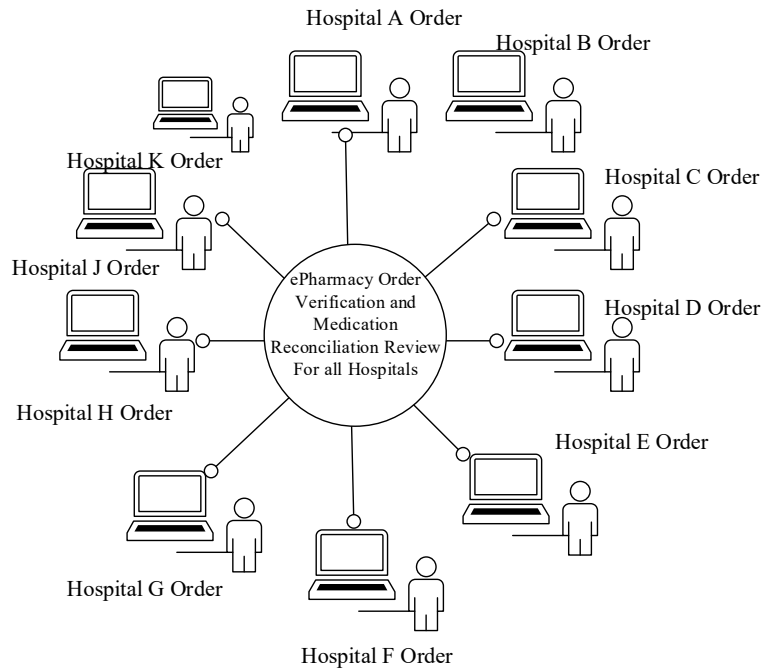 Hospital A Order
Hospital B Order
Hospital K Order
Hospital C Order
Hospital J Order
ePharmacy Order
Verification and
Medication
Reconciliation Review
For all Hospitals
Hospital D Order
Hospital H Order
Hospital E Order
Hospital G Order
Hospital F Order